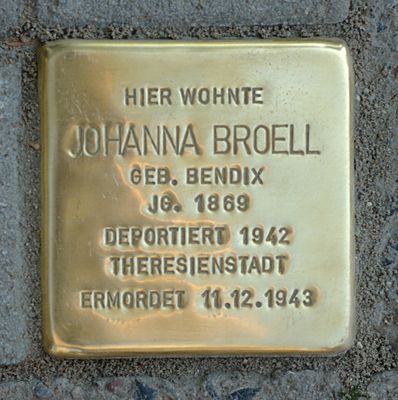 HIER WOHNTE
JOHANNA BROELL
GEB. BENDIX
JG. 1869
DEPORTIERT 1942
THERESIENSTADT
ERMORDET 11.12.1943